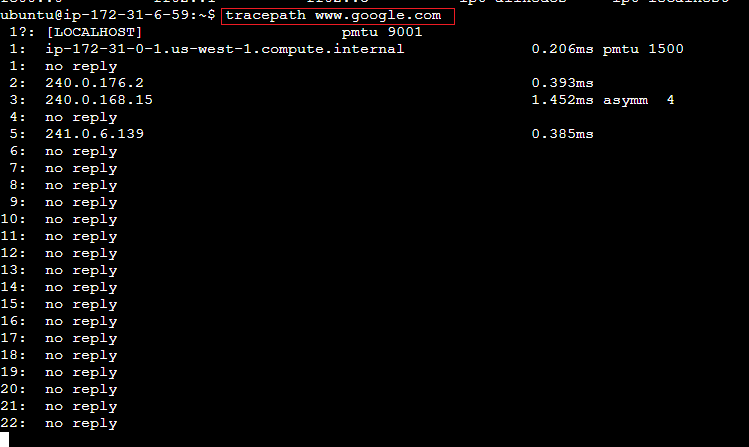 ubuntu@ip-172-31-6-59:~$ tracepath www.google.com
1?: [LOCALHOST] pmtu 9001
1: ip-172-31-0-1.us-west-1.compute.internal 0.206ms pmtu 1500
1: no reply
2: 240.0.176.2 0.393ms
3: 240.0.168.15 1.452ms asymm 4
4: no reply
5: 241.0.6.139 0.385ms
6: no reply
7: no reply
8: no reply
9: no reply
10: no reply
11: no reply
12: no reply
13: no reply
14: no reply
15: no reply
16: no reply
17: no reply
18: no reply
19: no reply
20: no reply
21: no reply
22: no reply